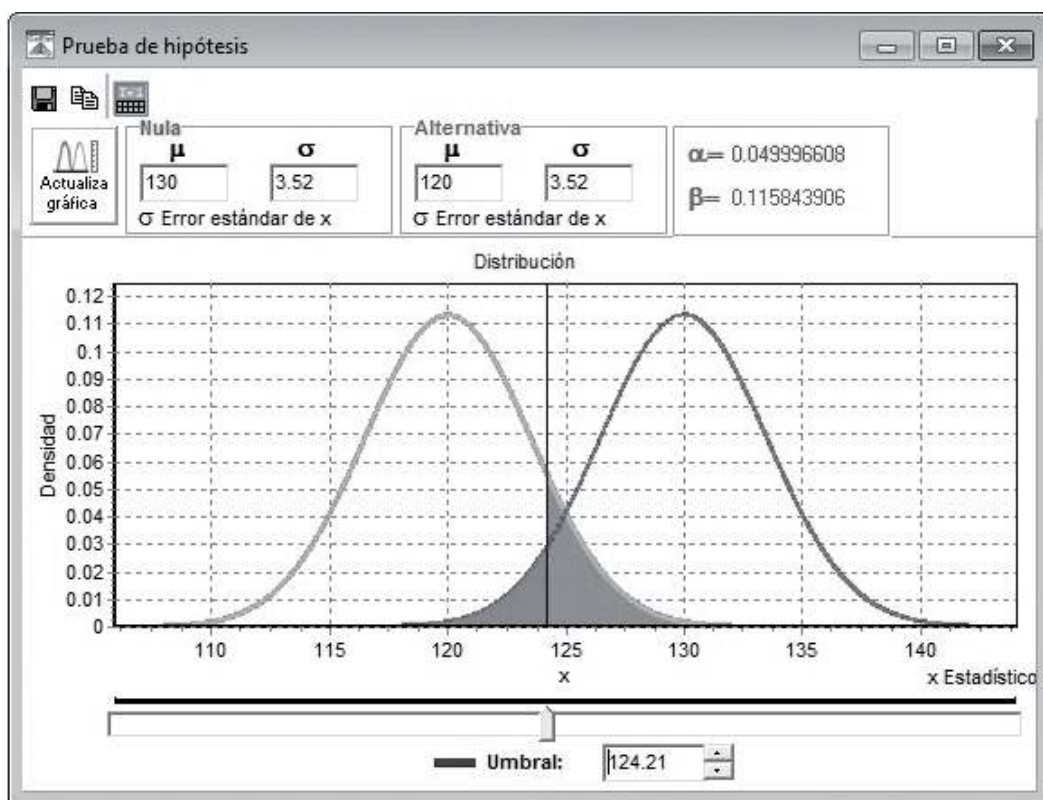 Prueba de hipótesis
Actualiza
gráfica
Nula
μ σ
130 3.52
σ Error estándar de x
Alternativa
μ σ
120 3.52
σ Error estándar de x
α= 0.049996608
β= 0.115843906
Distribución
Densidad
0.12
0.11
0.1
0.09
0.08
0.07
0.06
0.05
0.04
0.03
0.02
0.01
0
110 115 120 125 130 135 140
x
x Estadístico
Umbral: 124.21